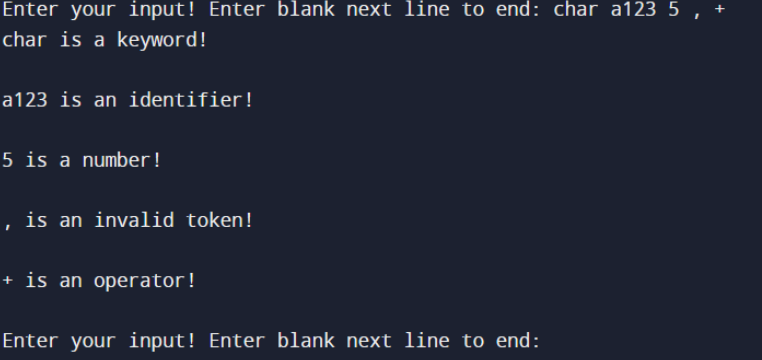 Enter your input! Enter blank next line to end: char a123 5 , +
char is a keyword!
a123 is an identifier!
5 is a number!
, is an invalid token!
+ is an operator!
Enter your input! Enter blank next line to end: